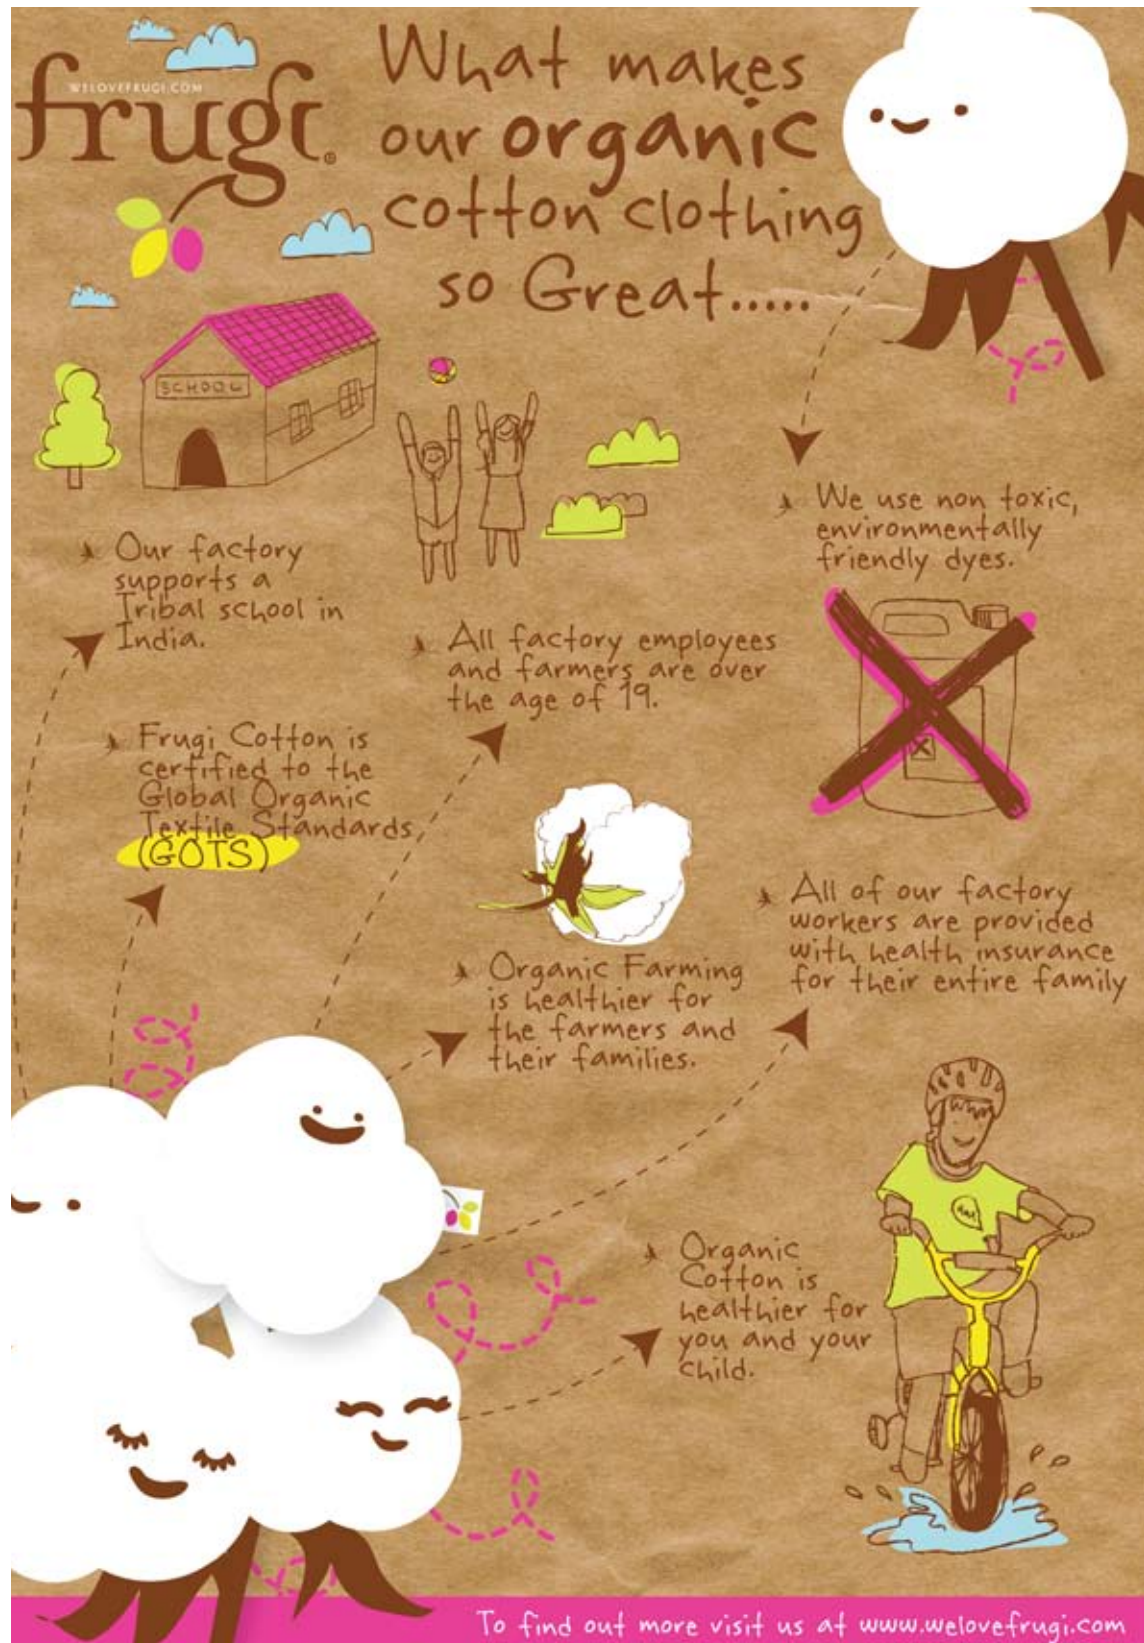 WELOVEFRUGI.COM
frugi
What makes
our organic
cotton clothing
so Great.....
SCHOOL
Our factory
supports a
Tribal school in
India.
We use non toxic,
environmentally
friendly dyes.
All factory employees
and farmers are over
the age of 19.
Frugi Cotton is
certified to the
Global Organic
Textile Standards
(GOTS)
All of our factory
workers are provided
with health insurance
for their entire family
Organic Farming
is healthier for
the farmers and
their families.
Organic
Cotton is
healthier for
you and your
child.
To find out more visit us at www.welovefrugi.com